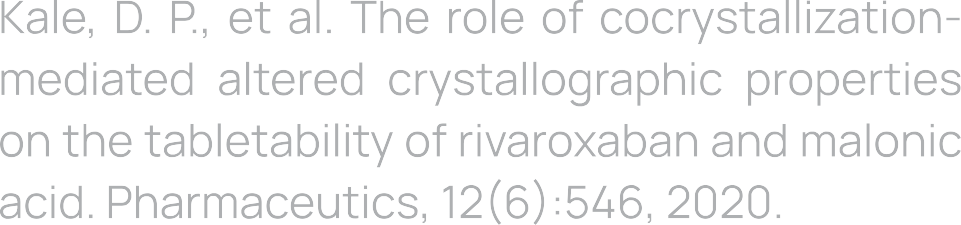 Kale, D. P., et al. The role of cocrystallization-
mediated altered crystallographic properties
on the tabletability of rivaroxaban and malonic
acid. Pharmaceutics, 12(6):546, 2020.